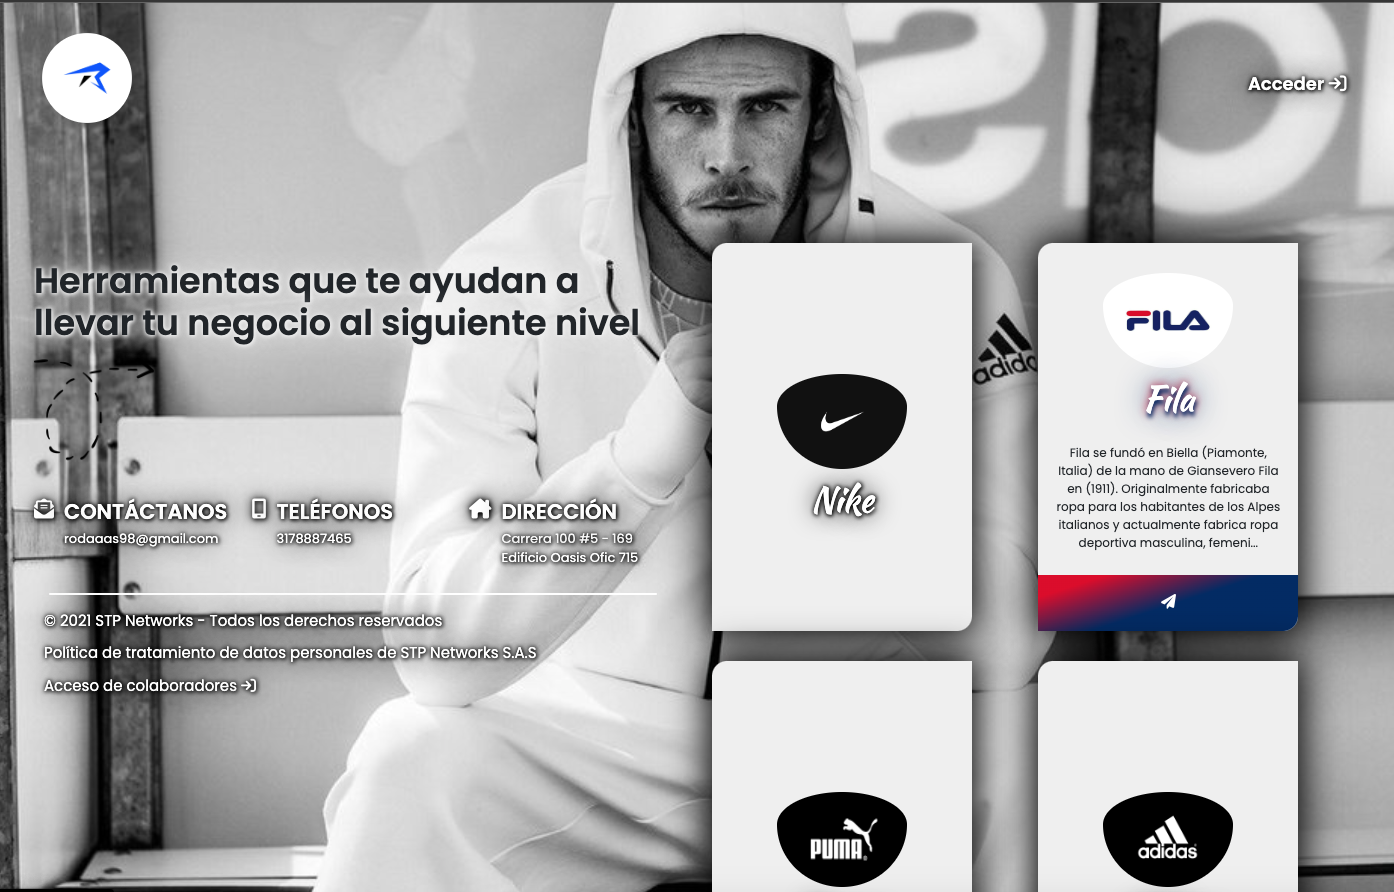 Acceder
Herramientas que te ayudan a
llevar tu negocio al siguiente nivel
CONTÁCTANOS
rodaaas98@gmail.com
TELÉFONOS
3178887465
DIRECCIÓN
Carrera 100 #5 - 169
Edificio Oasis Ofic 715
© 2021 STP Networks - Todos los derechos reservados
Política de tratamiento de datos personales de STP Networks S.A.S
Acceso de colaboradores
adidas
Nike
FILA
Fila
Fila se fundó en Biella (Piamonte,
Italia) de la mano de Giansevero Fila
en (1911). Originalmente fabricaba
ropa para los habitantes de los Alpes
italianos y actualmente fabrica ropa
deportiva masculina, femeni...
PUMA
adidas